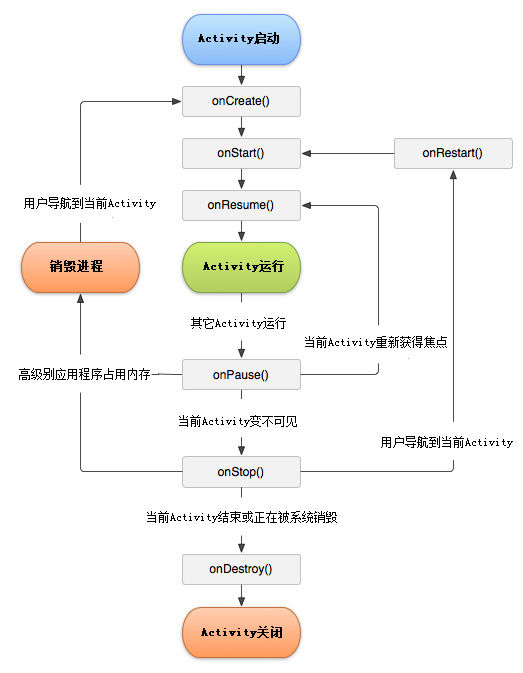 Activity启动
onCreate()
onStart()
onRestart()
用户导航到当前Activity
onResume()
销毁进程
Activity运行
其它Activity运行
当前Activity重新获得焦点
高级别应用程序占用内存
onPause()
当前Activity变不可见
用户导航到当前Activity
onStop()
当前Activity结束或正在被系统销毁
onDestroy()
Activity关闭